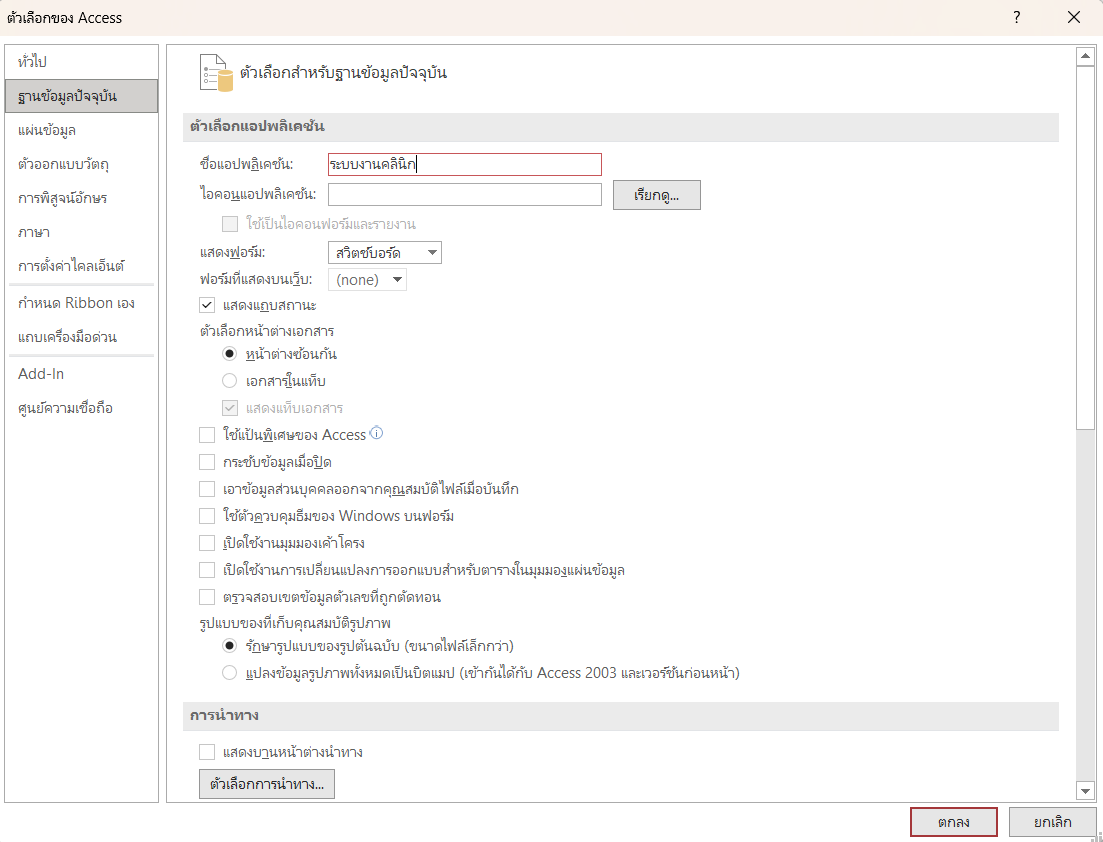 ตัวเลือกของ Access
?
ทั่วไป
ฐานข้อมูลปัจจุบัน
แผ่นข้อมูล
ตัวออกแบบวัตถุ
การพิสูจน์อักษร
ภาษา
การตั้งค่าไคลเอ็นต์
กำหนด Ribbon เอง
แถบเครื่องมือด่วน
Add-In
ศูนย์ความเชื่อถือ
ตัวเลือกสำหรับฐานข้อมูลปัจจุบัน
ตัวเลือกแอปพลิเคชัน
ชื่อแอปพลิเคชัน: ระบบงานคลินิก
ไอคอนแอปพลิเคชัน: เรียกดู...
ใช้เป็นไอคอนฟอร์มและรายงาน
แสดงฟอร์ม: สวิตช์บอร์ด
ฟอร์มที่แสดงบนเว็บ: (none)
แสดงแถบสถานะ
ตัวเลือกหน้าต่างเอกสาร
หน้าต่างซ้อนกัน
เอกสารในแท็บ
แสดงแท็บเอกสาร
ใช้แป้นพิเศษของ Access
กระชับข้อมูลเมื่อปิด
เอาข้อมูลส่วนบุคคลออกจากคุณสมบัติไฟล์เมื่อบันทึก
ใช้ตัวควบคุมธีมของ Windows บนฟอร์ม
เปิดใช้งานมุมมองเค้าโครง
เปิดใช้งานการเปลี่ยนแปลงการออกแบบสำหรับตารางในมุมมองแผ่นข้อมูล
ตรวจสอบเขตข้อมูลตัวเลขที่ถูกตัดทอน
รูปแบบของที่เก็บคุณสมบัติรูปภาพ
รักษารูปแบบของรูปต้นฉบับ (ขนาดไฟล์เล็กกว่า)
แปลงข้อมูลรูปภาพทั้งหมดเป็นบิตแมป (เข้ากันได้กับ Access 2003 และเวอร์ชันก่อนหน้า)
การนำทาง
แสดงบานหน้าต่างนำทาง
ตัวเลือกการนำทาง...
ตกลง
ยกเลิก